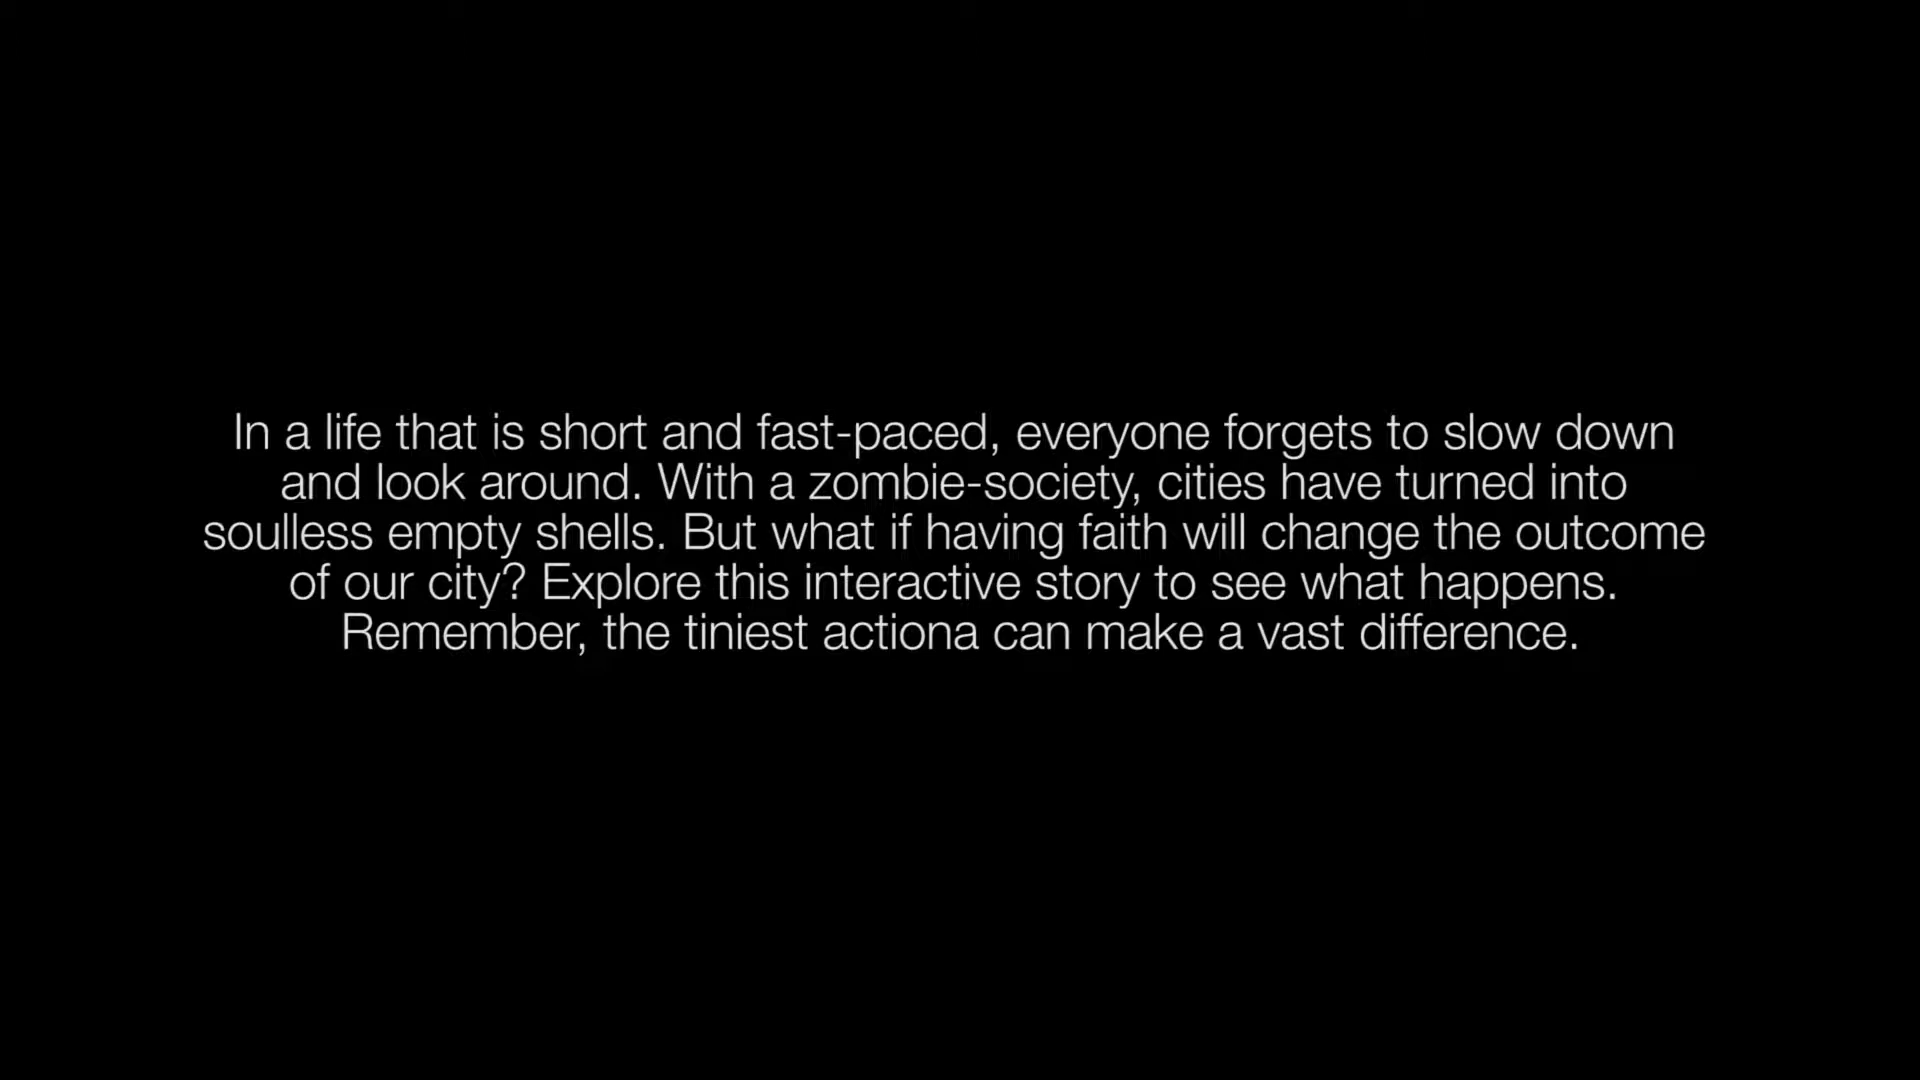 In a life that is short and fast-paced, everyone forgets to slow down
and look around. With a zombie-society, cities have turned into
soulless empty shells. But what if having faith will change the outcome
of our city? Explore this interactive story to see what happens.
Remember, the tiniest actiona can make a vast difference.